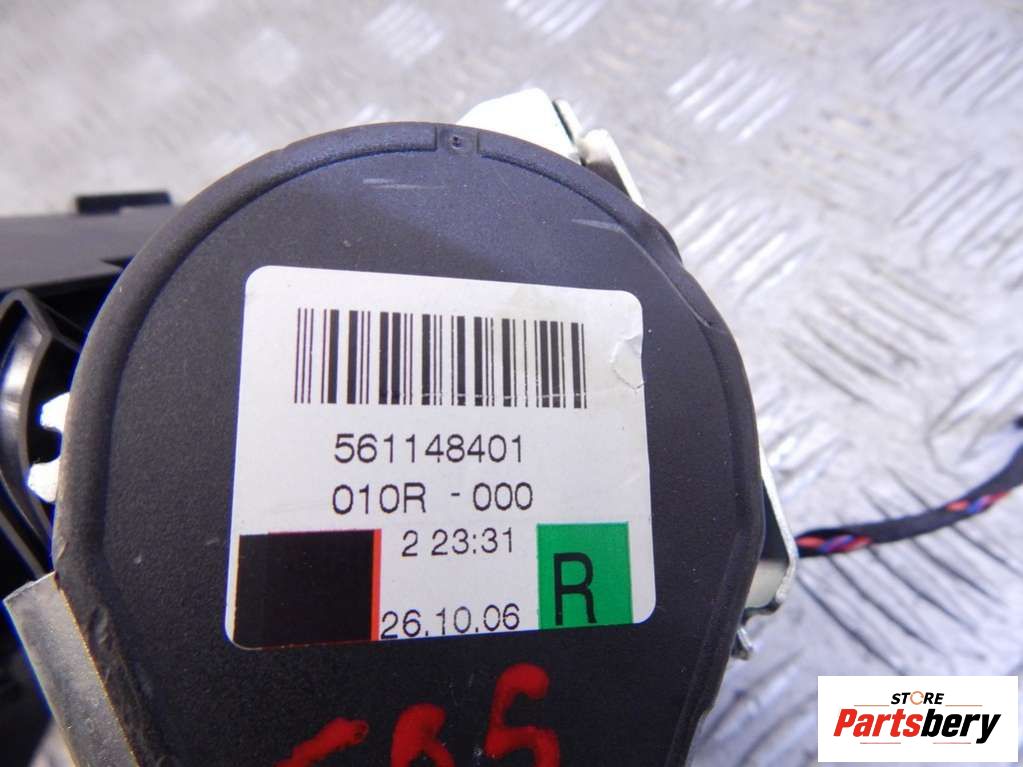 561148401
010R - 000
2 23:31
R
26.10.06
STORE
Partsbery